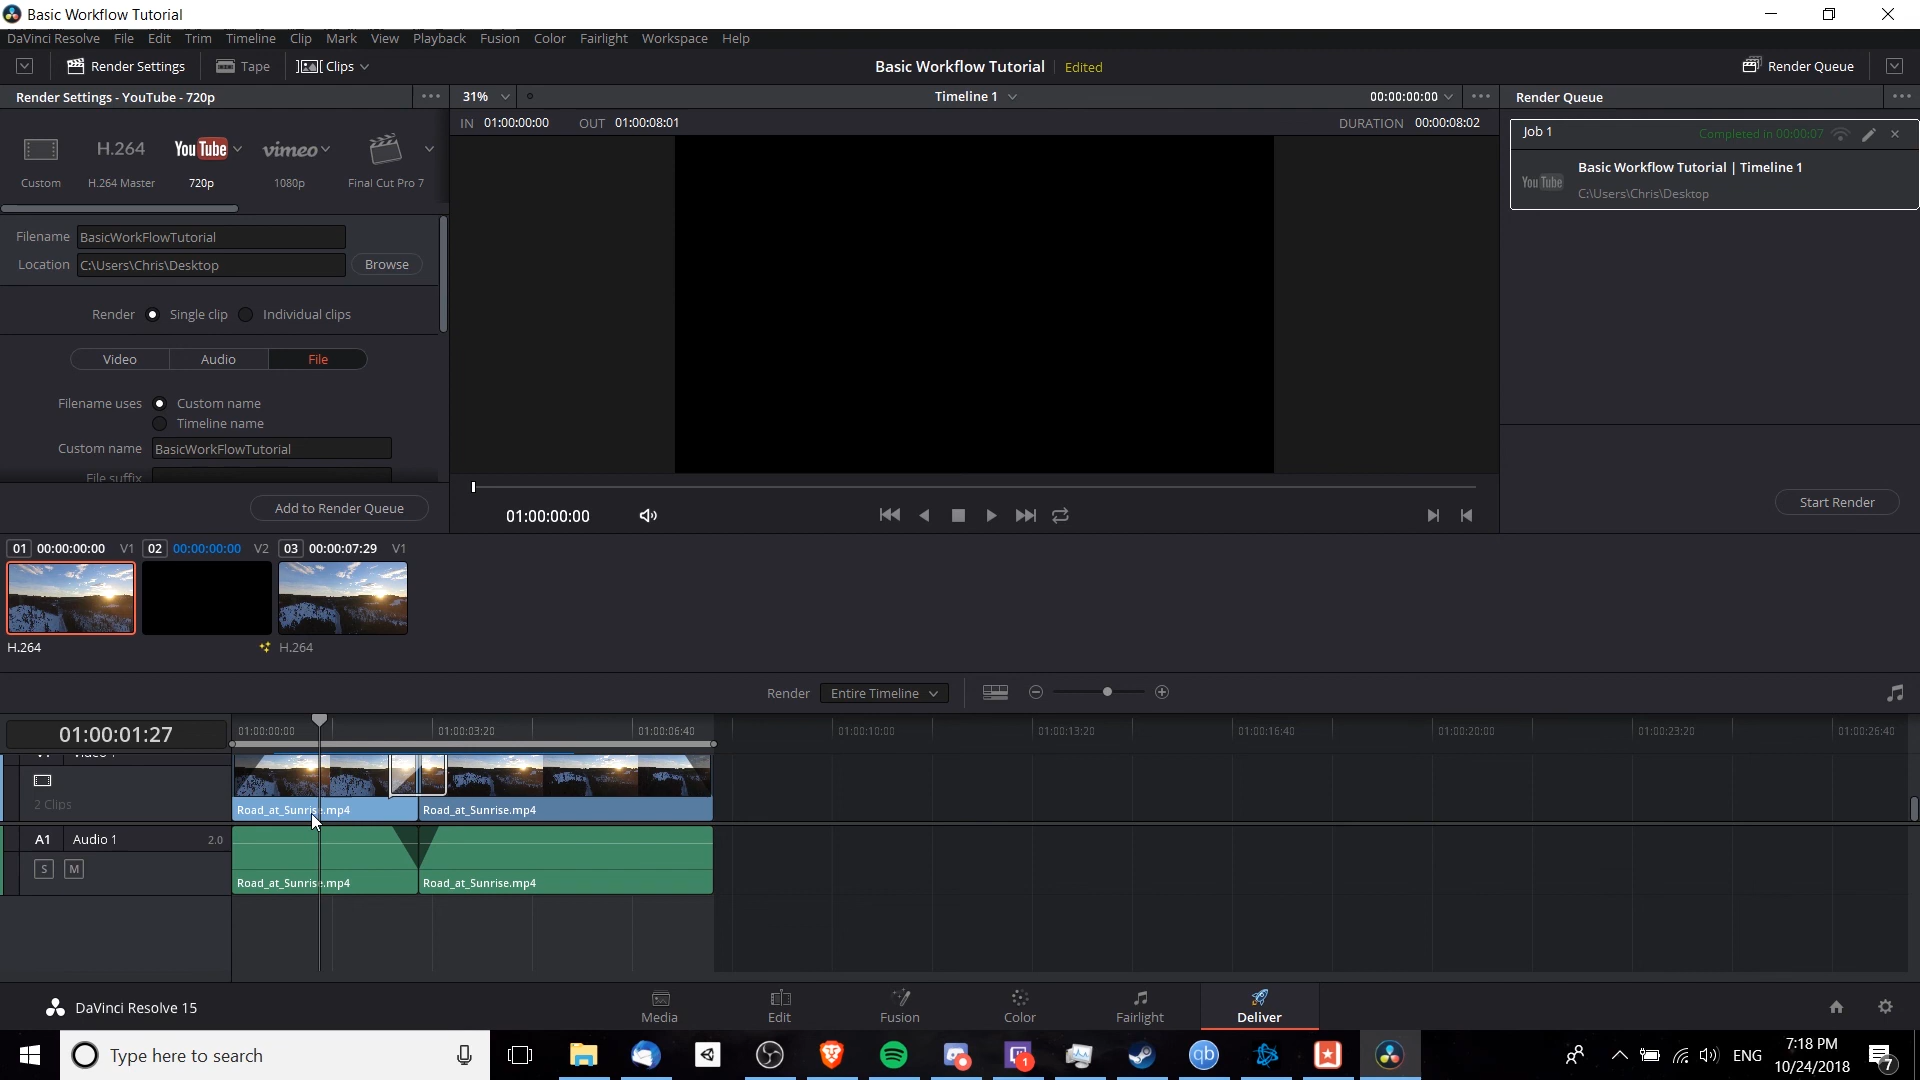 Basic Workflow Tutorial
DaVinci Resolve File Edit Trim Timeline Clip Mark View Playback Fusion Color Fairlight Workspace Help
Render Settings Tape Clips Basic Workflow Tutorial Edited Render Queue
Render Settings - YouTube - 720p 31% Timeline 1 00:00:00:00 Render Queue
IN 01:00:00:00 OUT 01:00:08:01 DURATION 00:00:08:02
Job 1 Completed in 00:00:07
H.264 YouTube vimeo
Custom H.264 Master 720p 1080p Final Cut Pro 7
Basic Workflow Tutorial | Timeline 1
YouTube
C:\Users\Chris\Desktop
Filename BasicWorkFlowTutorial
Location C:\Users\Chris\Desktop Browse
Render Single clip Individual clips
Video Audio File
Filename uses Custom name
Timeline name
Custom name BasicWorkFlowTutorial
File suffix
Add to Render Queue
01:00:00:00
Start Render
01 00:00:00:00 V1 02 00:00:00:00 V2 03 00:00:07:29 V1
H.264 H.264
Render Entire Timeline
01:00:01:27 01:00:00:00 01:00:03:20 01:00:06:40 01:00:10:00 01:00:13:20 01:00:16:40 01:00:20:00 01:00:23:20 01:00:26:40
2 Clips
Road_at_Sunrise.mp4 Road_at_Sunrise.mp4
A1 Audio 1 2.0
S M
Road_at_Sunrise.mp4 Road_at_Sunrise.mp4
DaVinci Resolve 15 Media Edit Fusion Color Fairlight Deliver
Type here to search qb 1 ENG 7:18 PM
10/24/2018 7